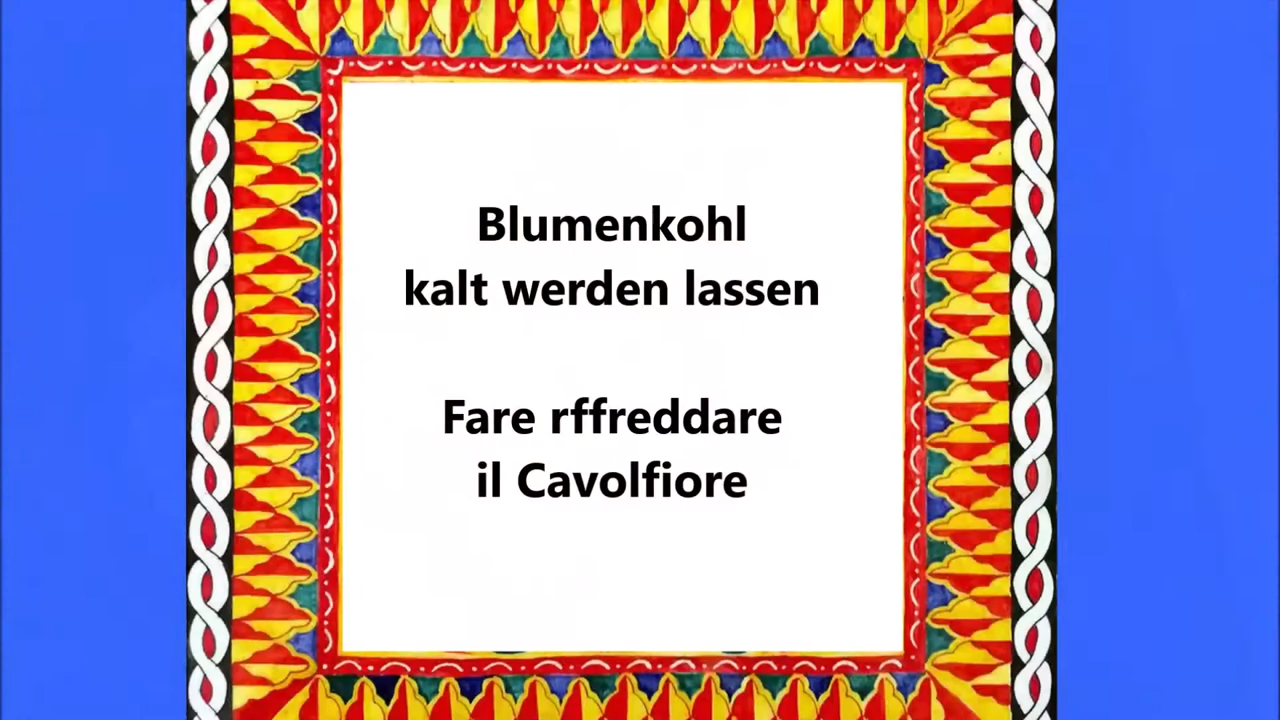 Blumenkohl
kalt werden lassen
Fare rffreddare
il Cavolfiore